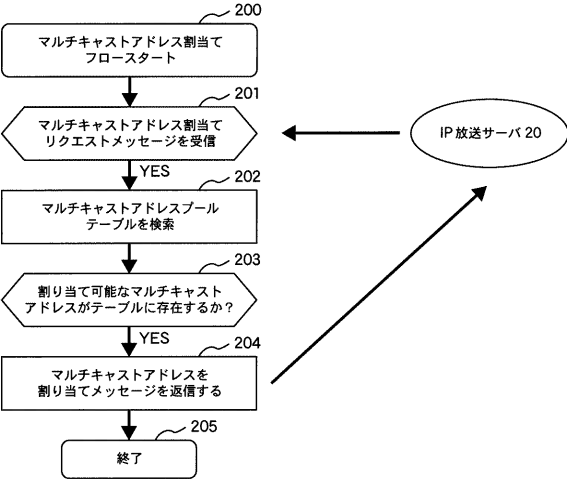 200
マルチキャストアドレス割当て
フロースタート
201
マルチキャストアドレス割当て
リクエストメッセージを受信
IP 放送サーバ 20
YES
202
マルチキャストアドレスプール
テーブルを検索
203
割り当て可能なマルチキャスト
アドレスがテーブルに存在するか？
YES
204
マルチキャストアドレスを
割り当てメッセージを返信する
205
終了